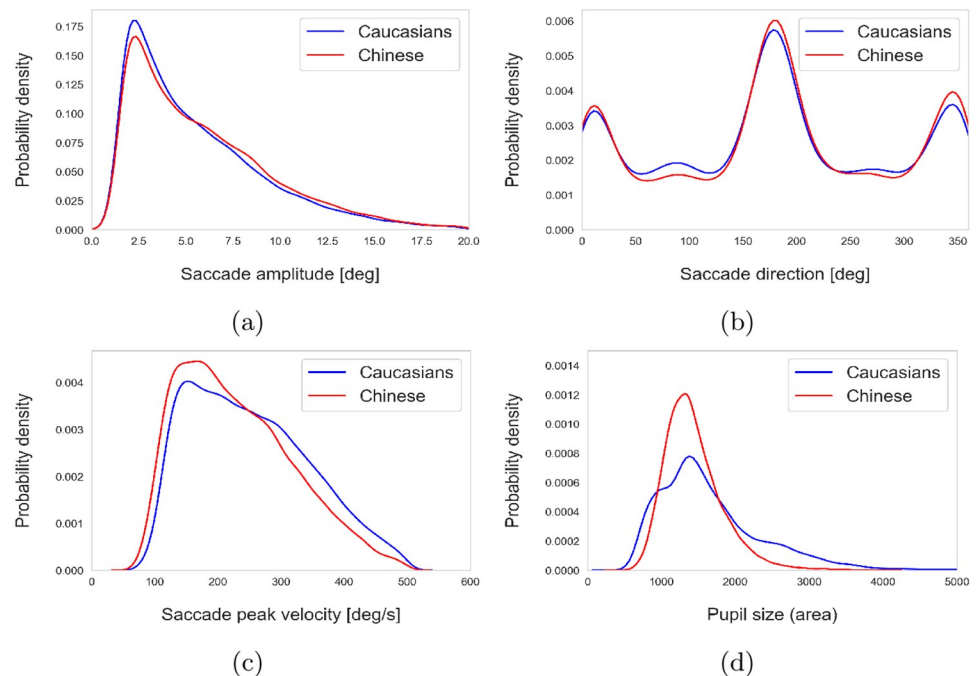 0.175
0.150
0.125
0.100
0.075
0.050
0.025
0.000
Probability density
Caucasians
Chinese
0.0 2.5 5.0 7.5 10.0 12.5 15.0 17.5 20.0
Saccade amplitude [deg]
(a)
0.006
0.005
0.004
0.003
0.002
0.001
0.000
Probability density
Caucasians
Chinese
0 50 100 150 200 250 300 350
Saccade direction [deg]
(b)
0.004
0.003
0.002
0.001
0.000
Probability density
Caucasians
Chinese
0 100 200 300 400 500 600
Saccade peak velocity [deg/s]
(c)
0.0014
0.0012
0.0010
0.0008
0.0006
0.0004
0.0002
0.0000
Probability density
Caucasians
Chinese
0 1000 2000 3000 4000 5000
Pupil size (area)
(d)